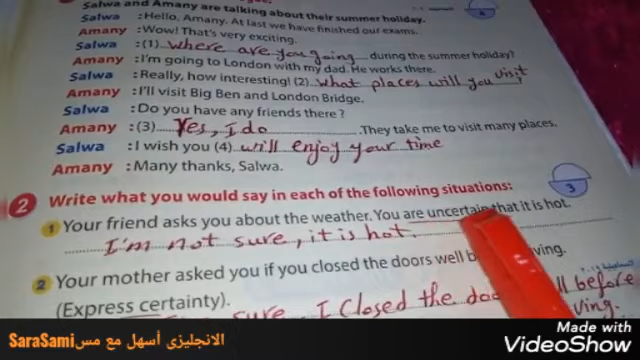 Salwa and Amany are talking about their summer holiday.
Salwa : Hello, Amany. At last we have finished our exams.
Amany : Wow! That's very exciting.
Salwa : (1) Where are you going during the summer holiday?
Amany : I'm going to London with my dad. He works there.
Salwa : Really, how interesting! (2) What places will you visit ?
Amany : I'll visit Big Ben and London Bridge.
Salwa : Do you have any friends there ?
Amany : (3) Yes, I do. They take me to visit many places.
Salwa : I wish you (4) will enjoy your time
Amany : Many thanks, Salwa.
2 Write what you would say in each of the following situations:
3
1 Your friend asks you about the weather. You are uncertain that it is hot.
I'm not sure, it is hot.
2 Your mother asked you if you closed the doors well
(Express certainty). sure I closed the before
SaraSami الانجليزى أسهل مع مس
Made with
VideoShow